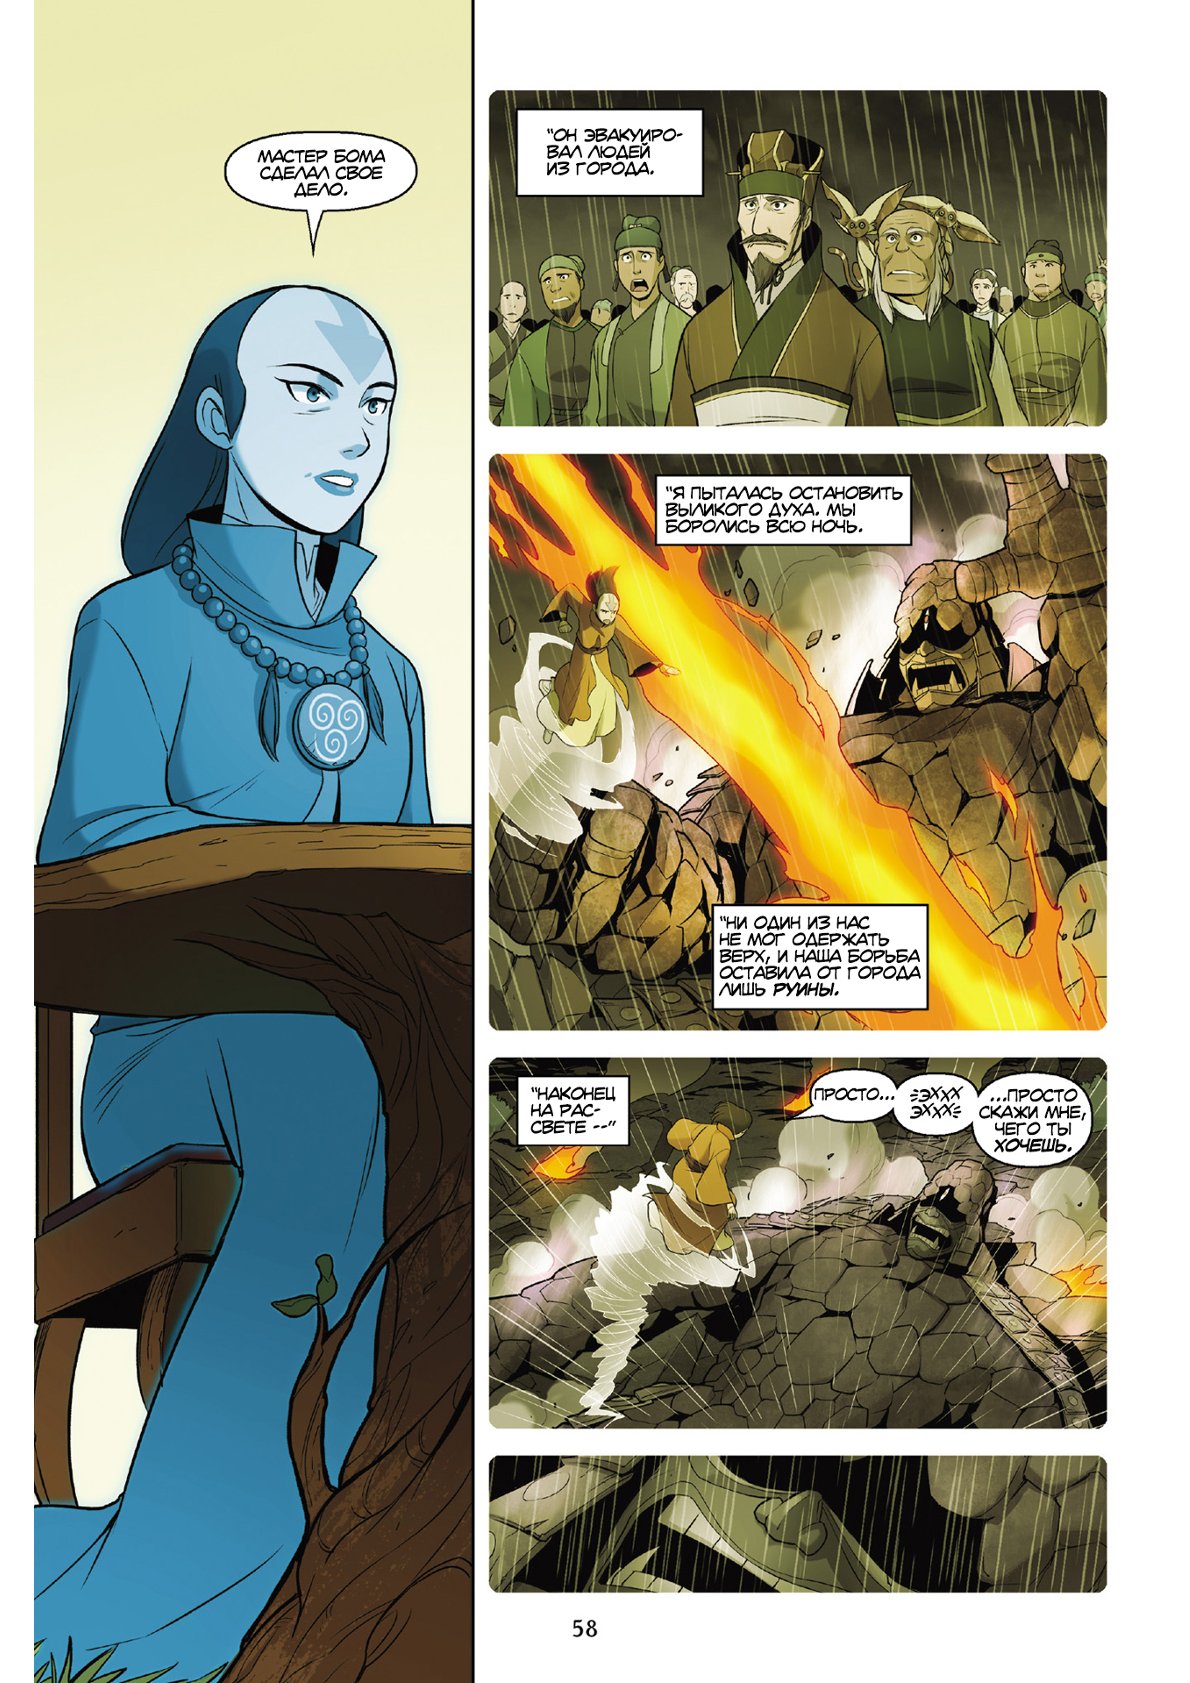 МАСТЕР БОМА
СДЕЛАЛ СВОЕ
ДЕЛО.
"ОН ЭВАКУИРО-
ВАЛ ЛЮДЕЙ
ИЗ ГОРОДА.
"Я ПЫТАЛАСЬ ОСТАНОВИТЬ
ВЫЛИКОГО ДУХА. МЫ
БОРОЛИСЬ ВСЮ НОЧЬ.
"НИ ОДИН ИЗ НАС
НЕ МОГ ОДЕРЖАТЬ
ВЕРХ, И НАША БОРЬБА
ОСТАВИЛА ОТ ГОРОДА
ЛИШЬ РУИНЫ.
"НАКОНЕЦ
НА РАС-
СВЕТЕ --"
ПРОСТО...
ЭХХХ
ЭХХХ
...ПРОСТО
СКАЖИ МНЕ,
ЧЕГО ТЫ
ХОЧЕШЬ.
58